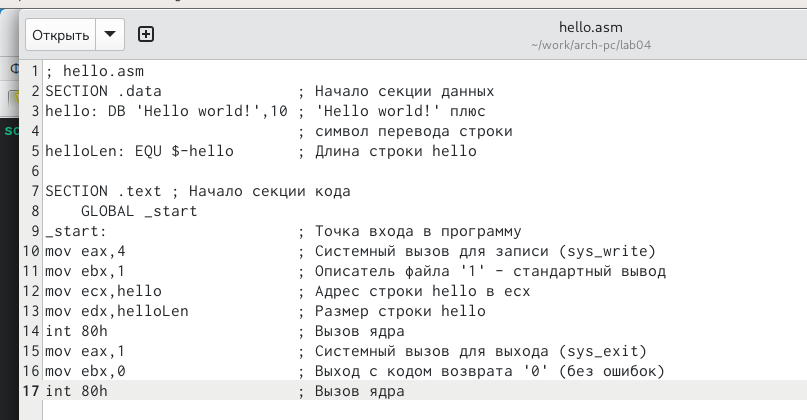 Открыть
hello.asm
~/work/arch-pc/lab04
1 ; hello.asm
2 SECTION .data ; Начало секции данных
3 hello: DB 'Hello world!',10 ; 'Hello world!' плюс
4 ; символ перевода строки
5 helloLen: EQU $-hello ; Длина строки hello
6
7 SECTION .text ; Начало секции кода
8 GLOBAL _start
9 _start: ; Точка входа в программу
10 mov eax,4 ; Системный вызов для записи (sys_write)
11 mov ebx,1 ; Описатель файла '1' - стандартный вывод
12 mov ecx,hello ; Адрес строки hello в ecx
13 mov edx,helloLen ; Размер строки hello
14 int 80h ; Вызов ядра
15 mov eax,1 ; Системный вызов для выхода (sys_exit)
16 mov ebx,0 ; Выход с кодом возврата '0' (без ошибок)
17 int 80h ; Вызов ядра